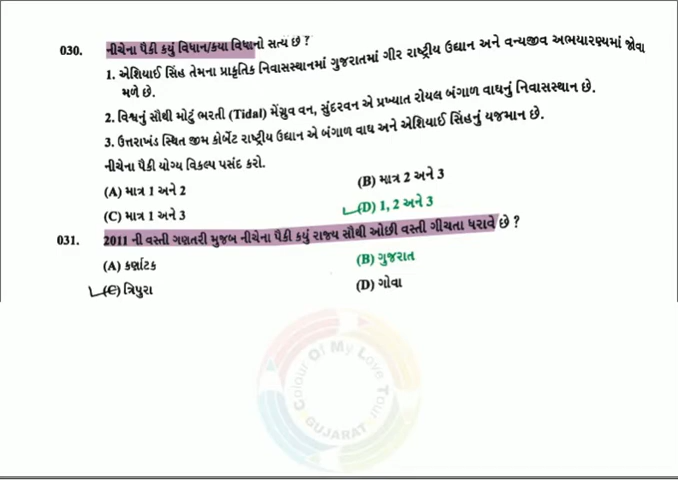 030. નીચેના પૈકી કયું વિધાન/કયા વિધાનો સત્ય છે ?
1. એશિયાઈ સિંહ તેમના પ્રાકૃતિક નિવાસસ્થાનમાં ગુજરાતમાં ગીર રાષ્ટ્રીય ઉદ્યાન અને વન્યજીવ અભયારણ્યમાં જોવા
મળે છે.
2. વિશ્વનું સૌથી મોટું ભરતી (Tidal) મેંગ્રુવ વન, સુંદરવન એ પ્રખ્યાત રોયલ બંગાળ વાઘનું નિવાસસ્થાન છે.
3. ઉત્તરાખંડ સ્થિત જીમ કોર્બેટ રાષ્ટ્રીય ઉદ્યાન એ બંગાળ વાઘ અને એશિયાઈ સિંહનું યજમાન છે.
નીચેના પૈકી યોગ્ય વિકલ્પ પસંદ કરો.
(A) માત્ર 1 અને 2
(B) માત્ર 2 અને 3
(C) માત્ર 1 અને 3
(D) 1, 2 અને 3
031. 2011 ની વસ્તી ગણતરી મુજબ નીચેના પૈકી કયું રાજ્ય સૌથી ઓછી વસ્તી ગીચતા ધરાવે છે ?
(A) કર્ણાટક
(B) ગુજરાત
(C) ત્રિપુરા
(D) ગોવા
Colour Of My Love Tour
GUJARAT